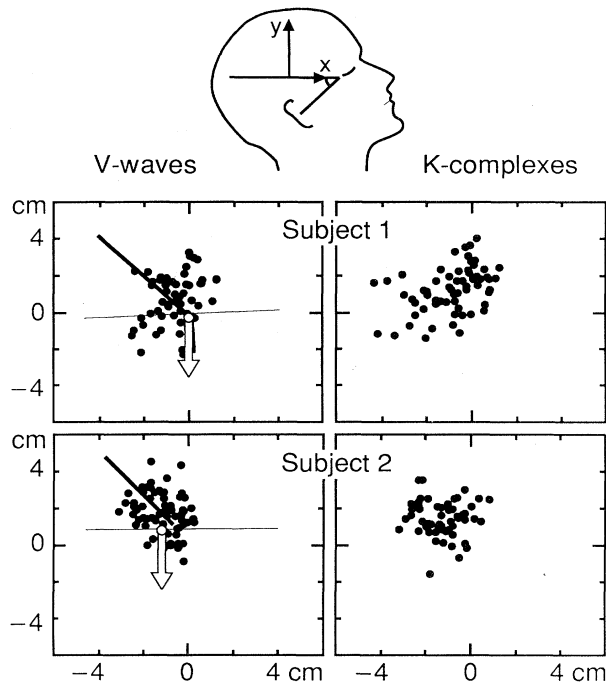 y
x
V-waves K-complexes
cm
Subject 1
4
0
−4
cm
Subject 2
4
0
−4
−4 0 4 cm −4 0 4 cm